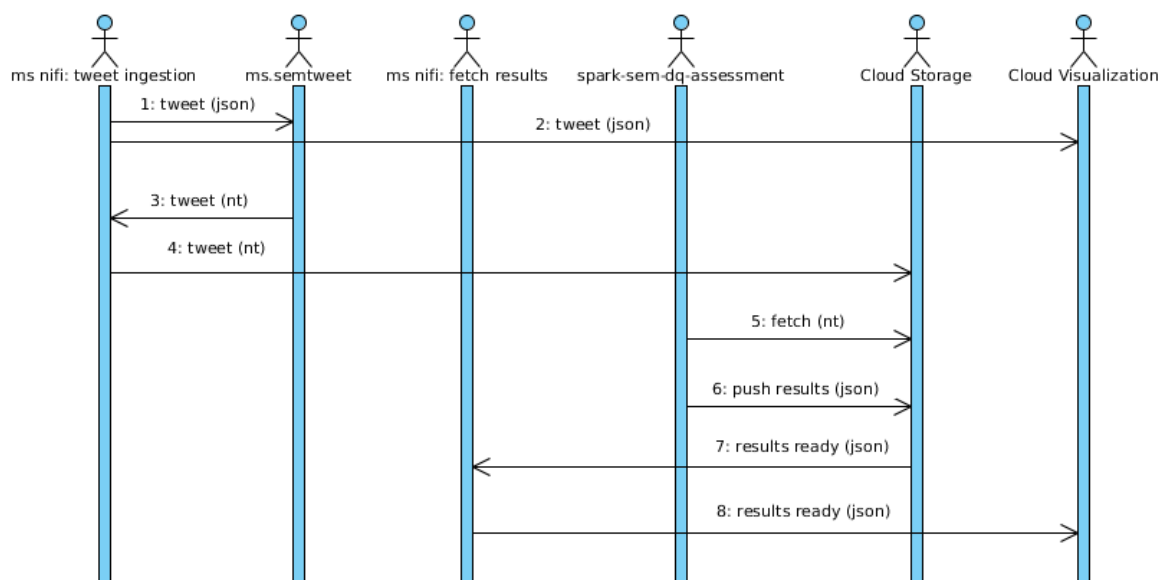 ms nifi: tweet ingestion
ms.semtweet
ms nifi: fetch results
spark-sem-dq-assessment
Cloud Storage
Cloud Visualization
1: tweet (json)
2: tweet (json)
3: tweet (nt)
4: tweet (nt)
5: fetch (nt)
6: push results (json)
7: results ready (json)
8: results ready (json)